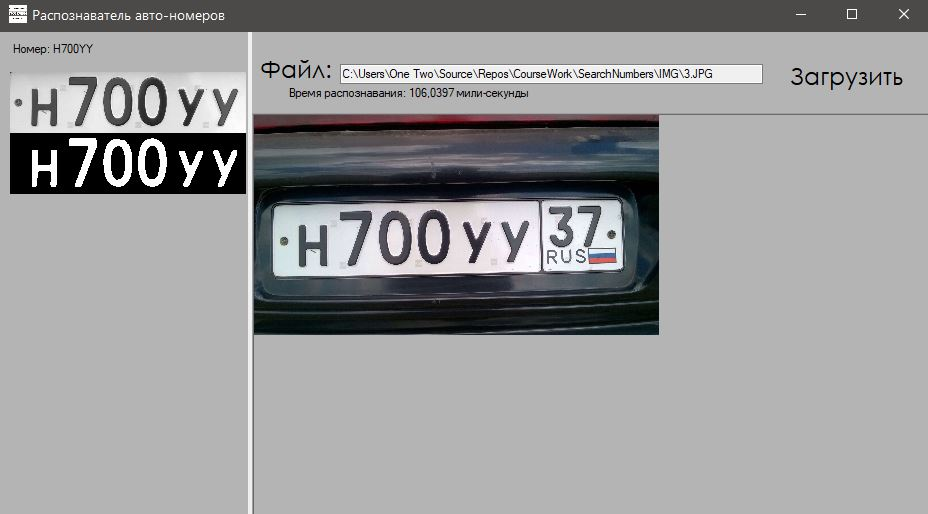 Распознаватель авто-номеров
Номер: H700YY
Н700УУ
Н700УУ
Файл: C:\Users\One Two\Source\Repos\CourseWork\SearchNumbers\IMG\3.JPG
Загрузить
Время распознавания: 106,0397 мили-секунды
Н700УУ 37
RUS